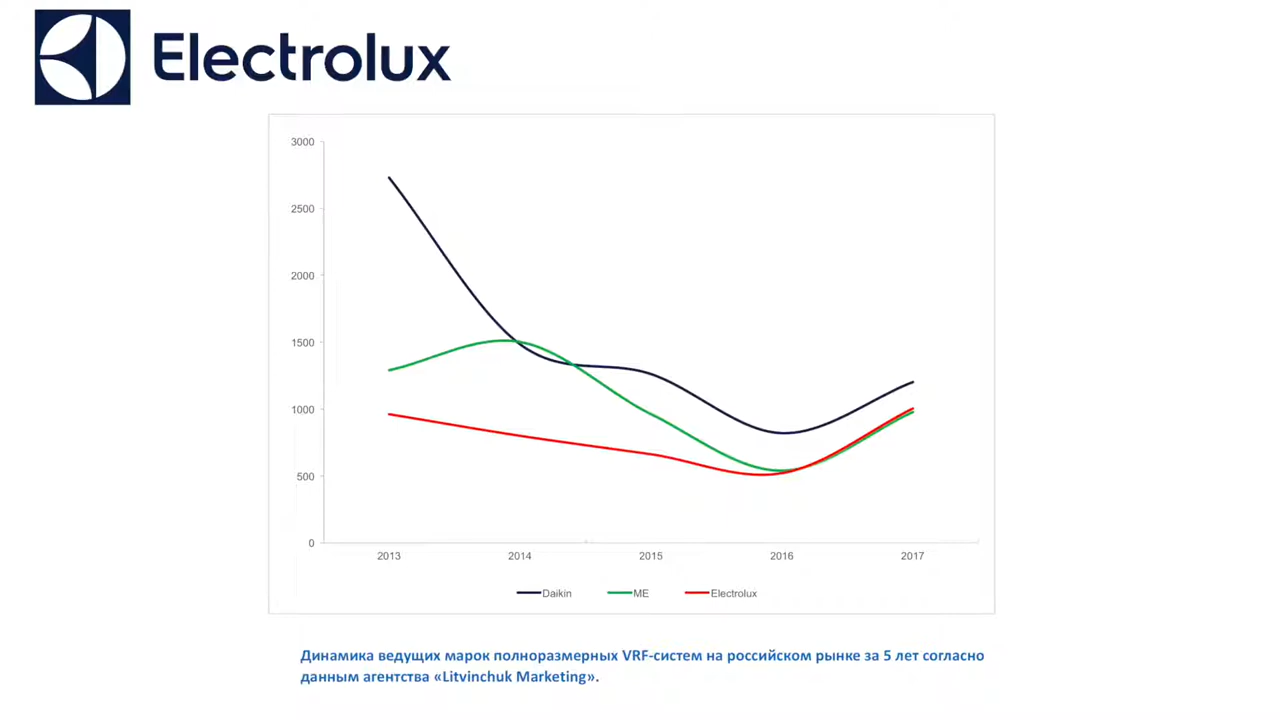 Electrolux
3000
2500
2000
1500
1000
500
0
2013 2014 2015 2016 2017
Daikin ME Electrolux
Динамика ведущих марок полноразмерных VRF-систем на российском рынке за 5 лет согласно
данным агентства «Litvinchuk Marketing».